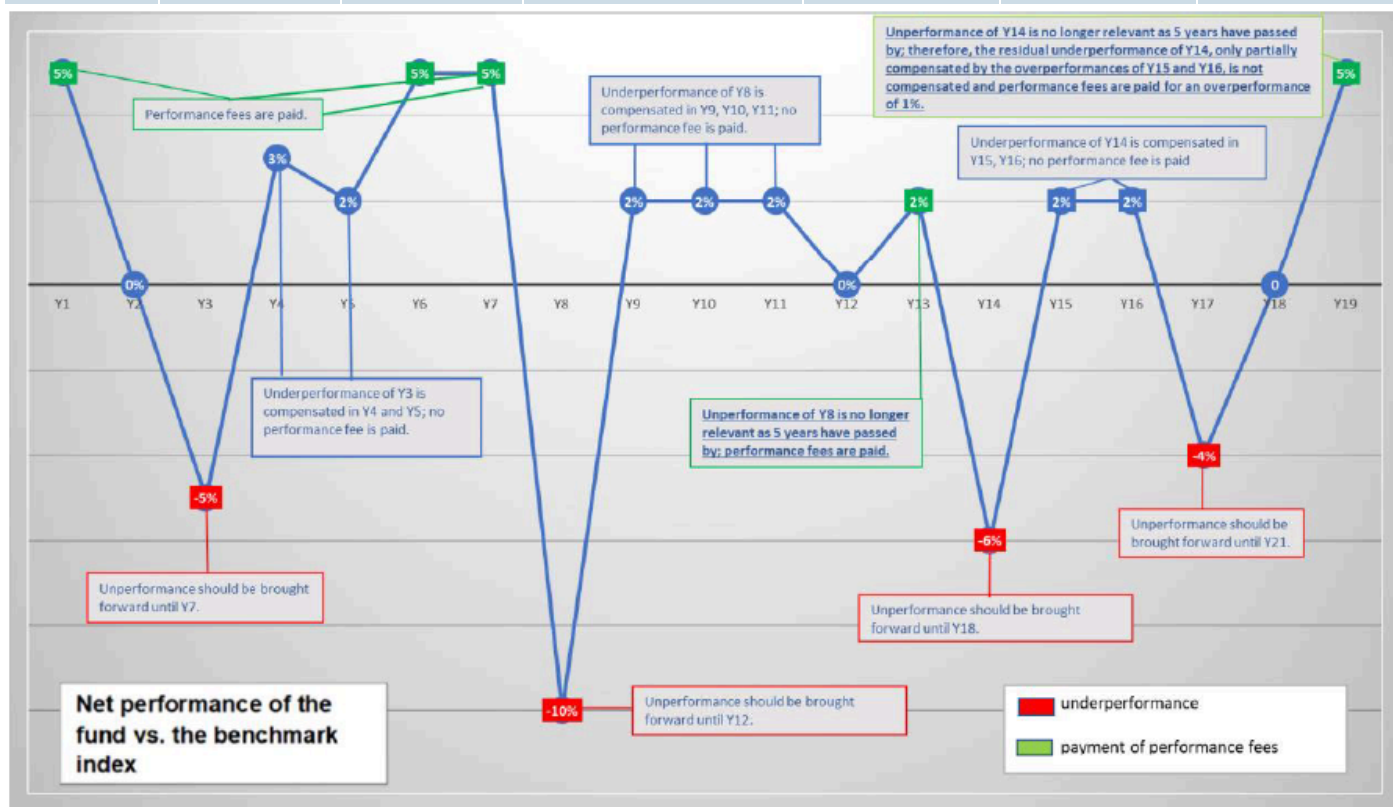 Unperformance of Y14 is no longer relevant as 5 years have passed
by; therefore, the residual underperformance of Y14, only partially
compensated by the overperformances of Y15 and Y16, is not
compensated and performance fees are paid for an overperformance
of 1%.
5%
5%
5%
5%
Performance fees are paid.
Underperformance of Y8 is
compensated in Y9, Y10, Y11; no
performance fee is paid.
Underperformance of Y14 is compensated in
Y15, Y16; no performance fee is paid
3%
2%
2%
2%
2%
2%
2%
2%
0%
0%
0
Y1
Y2
Y3
Y4
Y5
Y6
Y7
Y8
Y9
Y10
Y11
Y12
Y13
Y14
Y15
Y16
Y17
Y18
Y19
Underperformance of Y3 is
compensated in Y4 and Y5; no
performance fee is paid.
Unperformance of Y8 is no longer
relevant as 5 years have passed
by; performance fees are paid.
-4%
-5%
-6%
Unperformance should be
brought forward until Y21.
Unperformance should be brought
forward until Y7.
Unperformance should be brought
forward until Y18.
-10%
Unperformance should be brought
forward until Y12.
Net performance of the
fund vs. the benchmark
index
underperformance
payment of performance fees